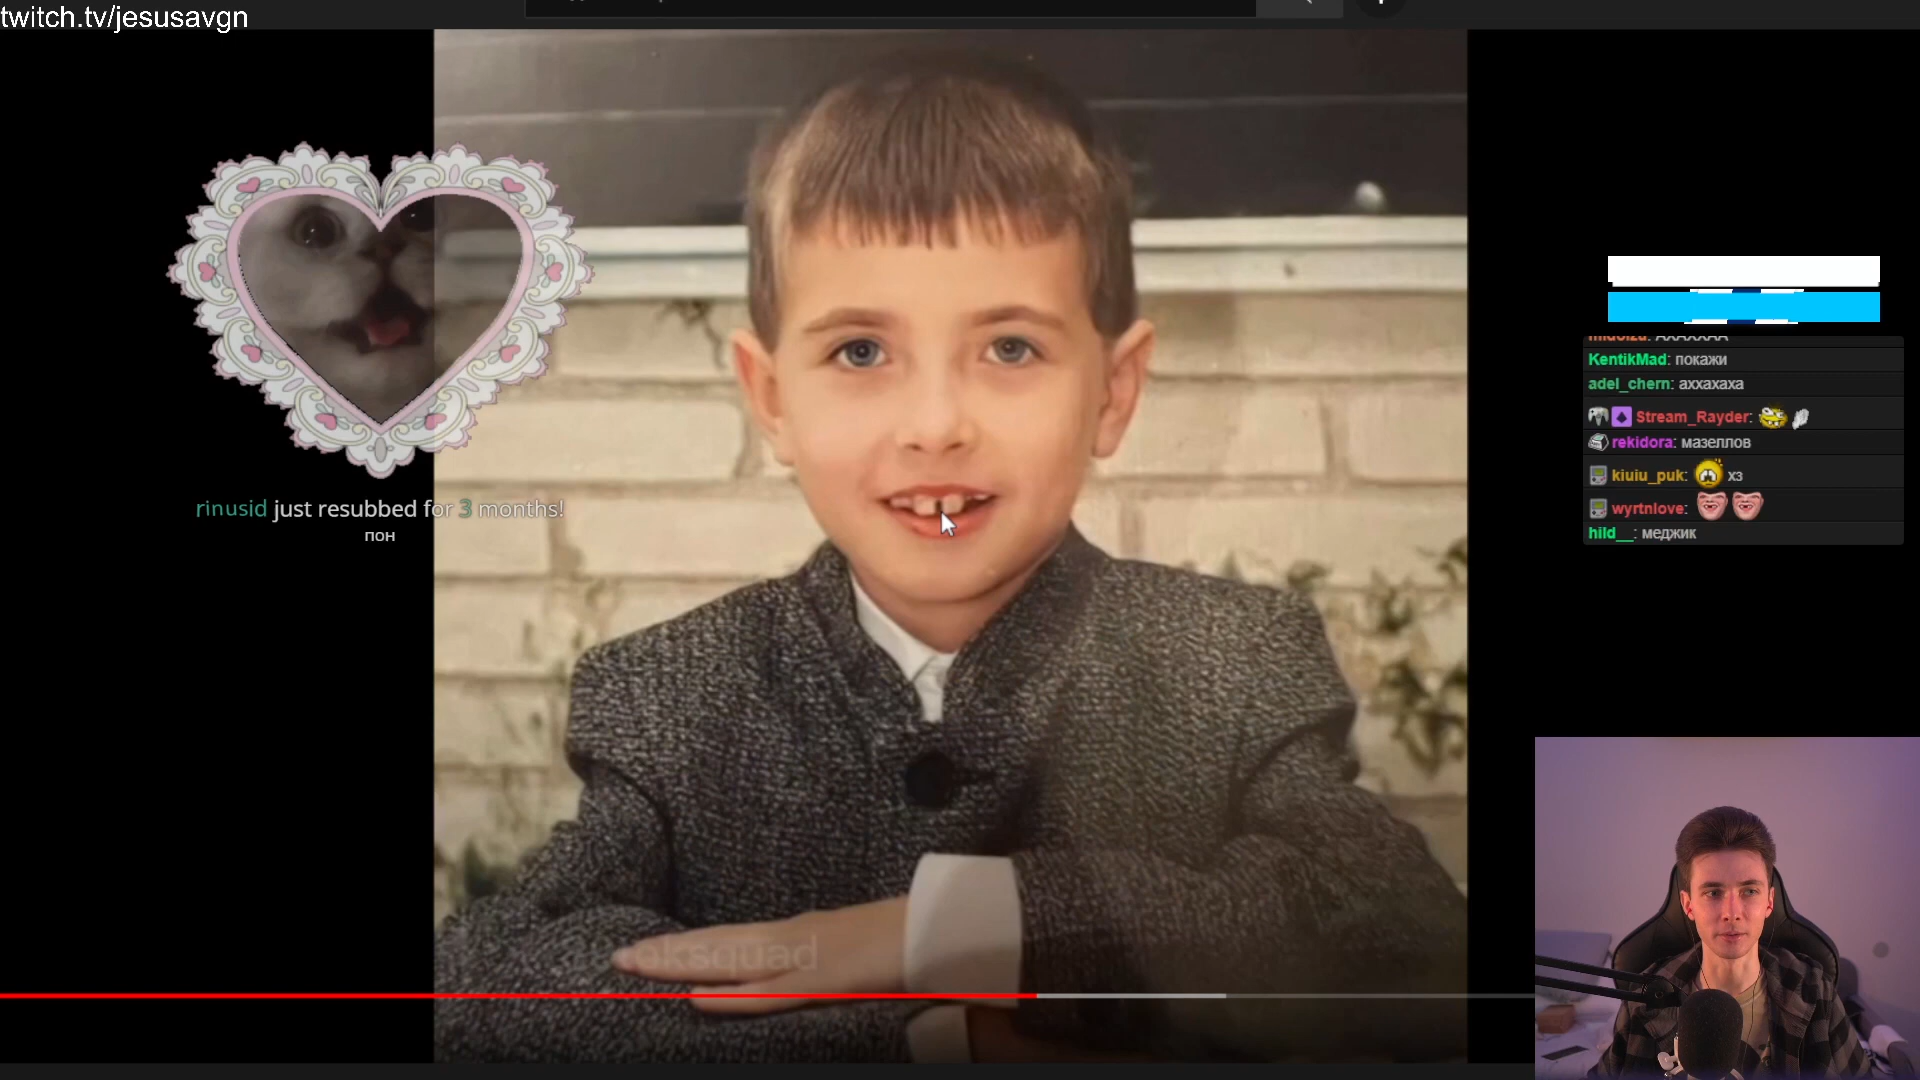 twitch.tv/jesusavgn
rinusid just resubbed for 3 months!
пон
KentikMad: покажи
adel_chern: аххахаха
Stream_Rayder:
rekidora: мазеллов
kiuiu_puk: хз
wyrtnlove:
hild__: меджик